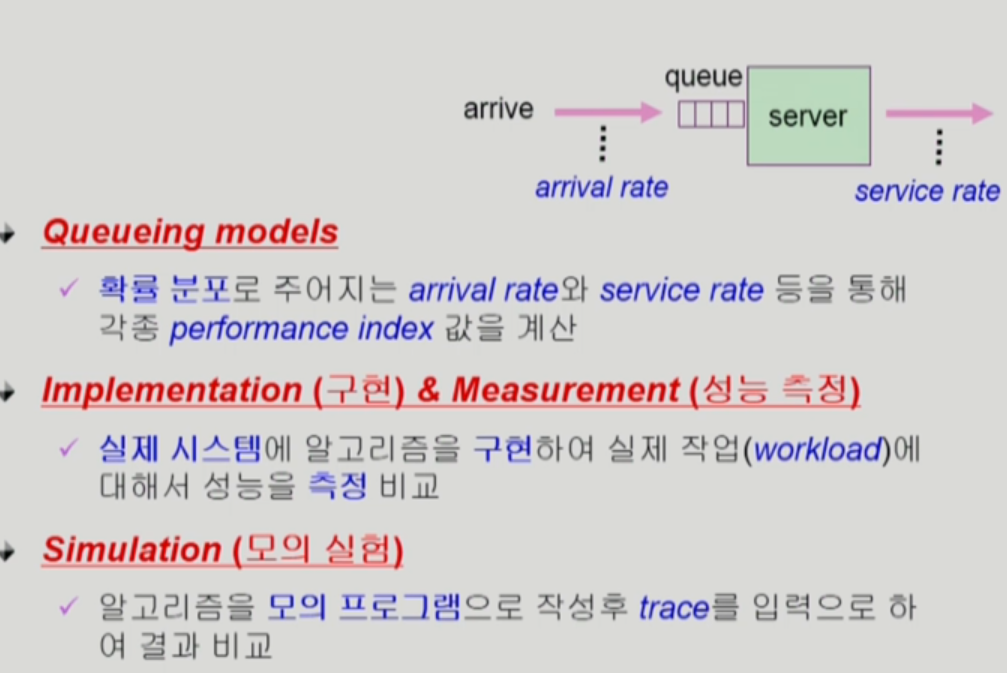 queue
arrive
server
arrival rate
service rate
Queueing models
확률 분포로 주어지는 arrival rate와 service rate 등을 통해
각종 performance index 값을 계산
Implementation (구현) & Measurement (성능 측정)
실제 시스템에 알고리즘을 구현하여 실제 작업(workload)에
대해서 성능을 측정 비교
Simulation (모의 실험)
알고리즘을 모의 프로그램으로 작성후 trace를 입력으로 하
여 결과 비교